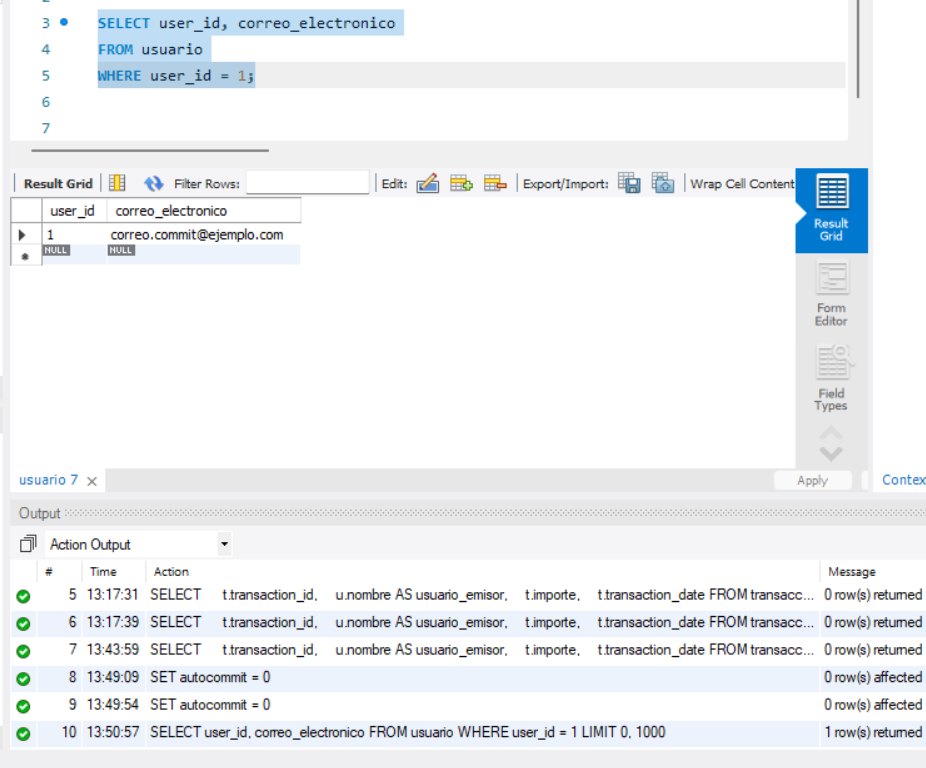 3 SELECT user_id, correo_electronico
4 FROM usuario
5 WHERE user_id = 1;
6
7
Result Grid Filter Rows: Edit: Export/Import: Wrap Cell Content
user_id correo_electronico
1 correo.commit@ejemplo.com
NULL NULL
Result Grid
Form Editor
Field Types
usuario 7 Apply Contex
Output
Action Output
# Time Action Message
5 13:17:31 SELECT t.transaction_id, u.nombre AS usuario_emisor, t.importe, t.transaction_date FROM transacc... 0 row(s) returned
6 13:17:39 SELECT t.transaction_id, u.nombre AS usuario_emisor, t.importe, t.transaction_date FROM transacc... 0 row(s) returned
7 13:43:59 SELECT t.transaction_id, u.nombre AS usuario_emisor, t.importe, t.transaction_date FROM transacc... 0 row(s) returned
8 13:49:09 SET autocommit = 0 0 row(s) affected
9 13:49:54 SET autocommit = 0 0 row(s) affected
10 13:50:57 SELECT user_id, correo_electronico FROM usuario WHERE user_id = 1 LIMIT 0, 1000 1 row(s) returned